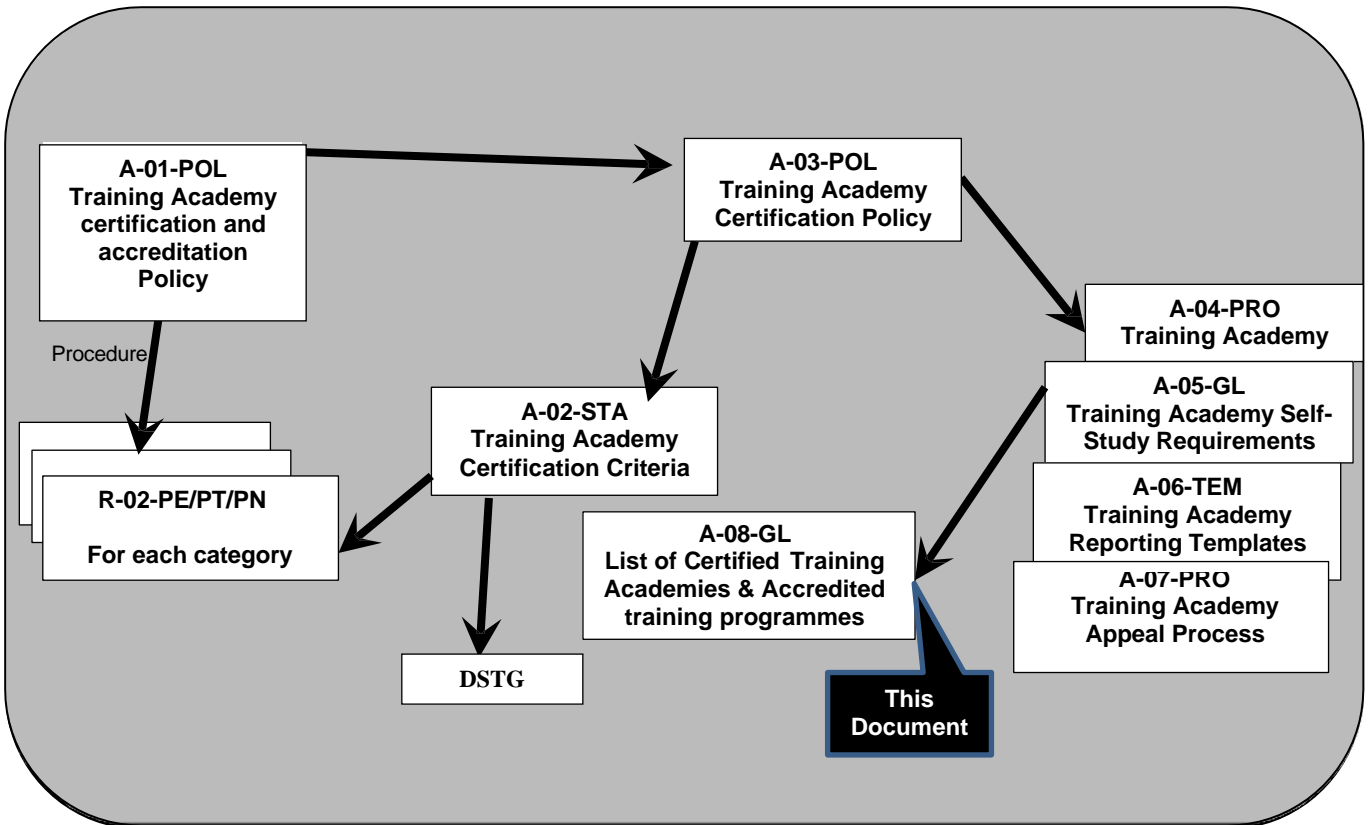 A-01-POL
Training Academy
certification and
accreditation
Policy
A-03-POL
Training Academy
Certification Policy
A-04-PRO
Training Academy
Procedure
A-05-GL
Training Academy Self-
Study Requirements
A-02-STA
Training Academy
Certification Criteria
R-02-PE/PT/PN
For each category
A-06-TEM
Training Academy
Reporting Templates
A-08-GL
List of Certified Training
Academies & Accredited
training programmes
A-07-PRO
Training Academy
Appeal Process
DSTG
This
Document